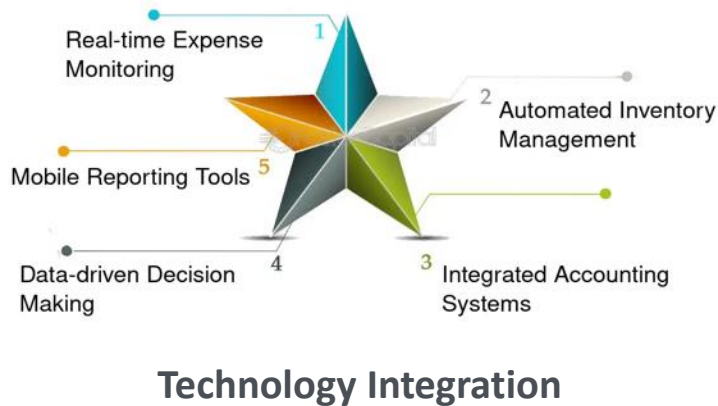 1
Real-time Expense
Monitoring
2
Automated Inventory
Management
5
Mobile Reporting Tools
4
Data-driven Decision
Making
3
Integrated Accounting
Systems
Technology Integration